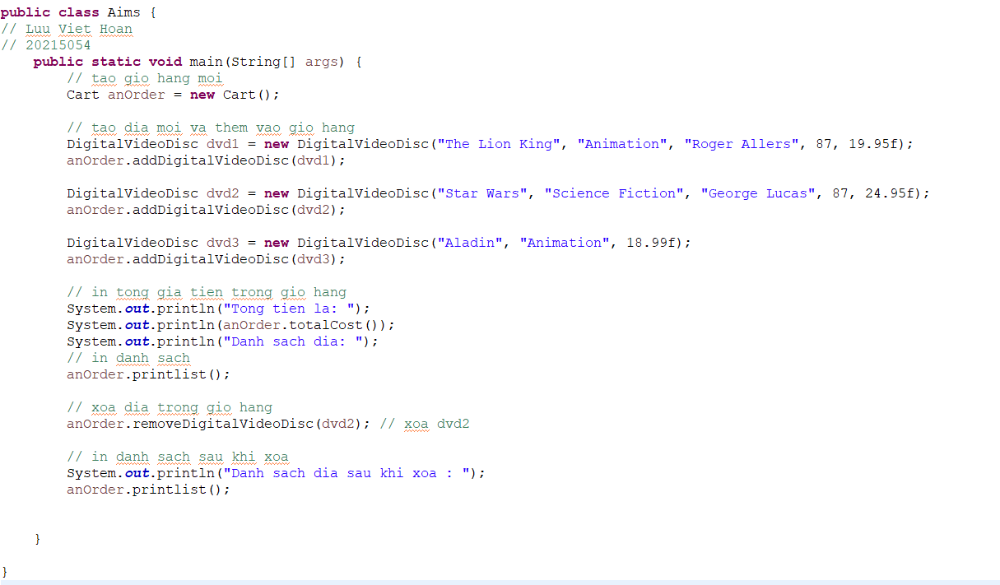 public class Aims {
// Luu Viet Hoan
// 20215054
    public static void main(String[] args) {
        // tao gio hang moi
        Cart anOrder = new Cart();

        // tao dia moi va them vao gio hang
        DigitalVideoDisc dvd1 = new DigitalVideoDisc("The Lion King", "Animation", "Roger Allers", 87, 19.95f);
        anOrder.addDigitalVideoDisc(dvd1);

        DigitalVideoDisc dvd2 = new DigitalVideoDisc("Star Wars", "Science Fiction", "George Lucas", 87, 24.95f);
        anOrder.addDigitalVideoDisc(dvd2);

        DigitalVideoDisc dvd3 = new DigitalVideoDisc("Aladin", "Animation", 18.99f);
        anOrder.addDigitalVideoDisc(dvd3);

        // in tong gia tien trong gio hang
        System.out.println("Tong tien la: ");
        System.out.println(anOrder.totalCost());
        System.out.println("Danh sach dia: ");
        // in danh sach
        anOrder.printlist();

        // xoa dia trong gio hang
        anOrder.removeDigitalVideoDisc(dvd2); // xoa dvd2

        // in danh sach sau khi xoa
        System.out.println("Danh sach dia sau khi xoa : ");
        anOrder.printlist();


    }

}